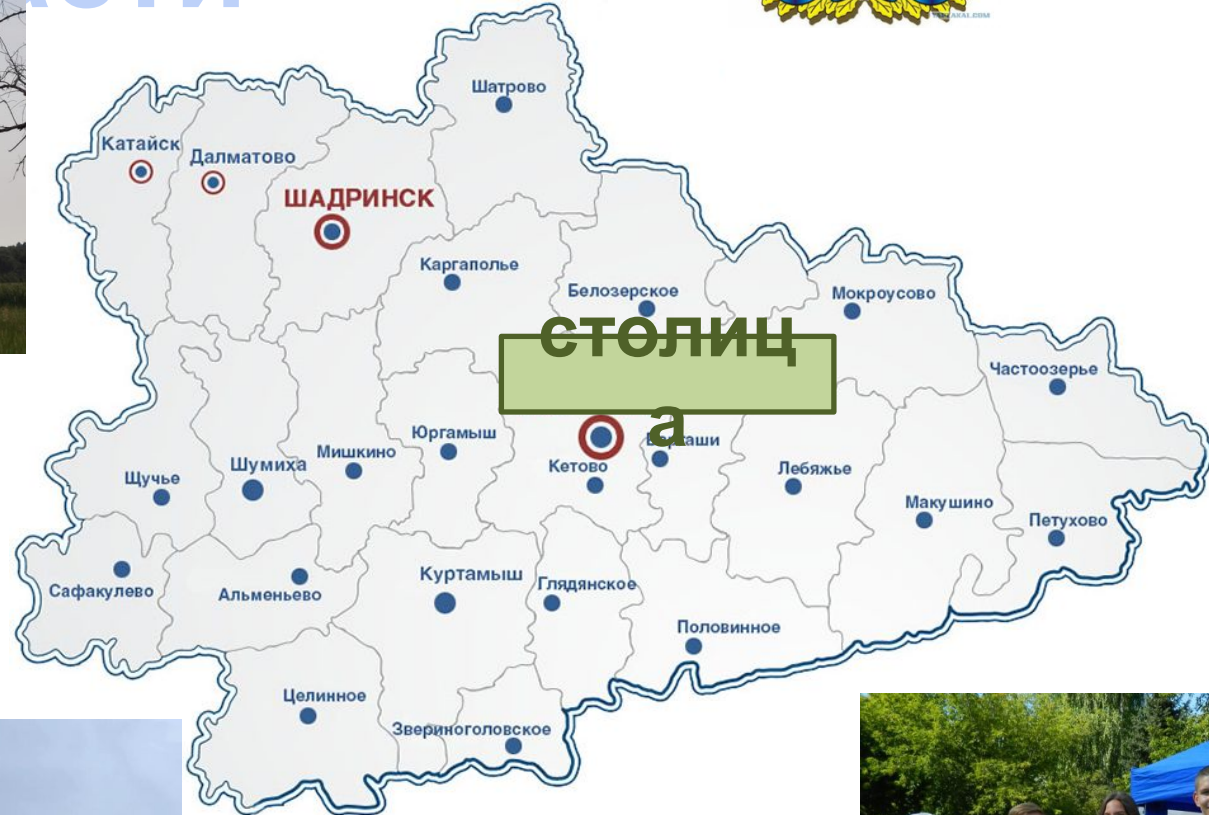 Шатрово
Катайск
Далматово
ШАДРИНСК
Каргаполье
Белозерское
Мокроусово
столиц
а
Частоозерье
Юргамыш
Мишкино
Шумиха
Щучье
Кетово
Лебяжье
Макушино
Петухово
Сафакулево
Альменьево
Куртамыш
Глядянское
Половинное
Целинное
Звериноголовское